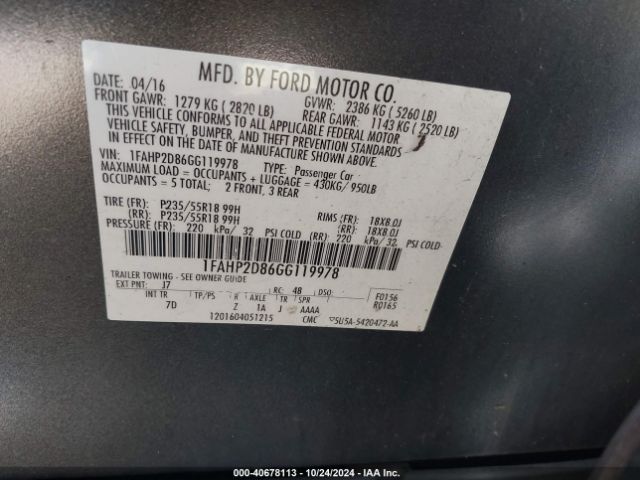 MFD. BY FORD MOTOR CO.
DATE: 04/16 GVWR: 2386 KG ( 5260 LB)
FRONT GAWR: 1279 KG ( 2820 LB) REAR GAWR: 1143 KG ( 2520 LB)
THIS VEHICLE CONFORMS TO ALL APPLICABLE FEDERAL MOTOR
VEHICLE SAFETY, BUMPER, AND THEFT PREVENTION STANDARDS
IN EFFECT ON THE DATE OF MANUFACTURE SHOWN ABOVE.
VIN: 1FAHP2D86GG119978 TYPE: Passenger Car
MAXIMUM LOAD = OCCUPANTS + LUGGAGE = 430KG/ 950LB
OCCUPANTS = 5 TOTAL; 2 FRONT, 3 REAR
TIRE (FR): P235/55R18 99H RIMS (FR): 18X8.0J
(RR): P235/55R18 99H (RR): 18X8.0J
PRESSURE (FR): 220 kPa/ 32 PSI COLD (RR): 220 kPa/ 32 PSI COLD
1FAHP2D86GG119978
TRAILER TOWING - SEE OWNER GUIDE
EXT PNT: J7 RC: 48 DSO: F0156
R0165
INT TR TP/PS R AXLE TR SPR
7D Z 1A J AAAA
1201604051215 CMC ▽SU5A-5420472-AA
000-40678113 - 10/24/2024 - IAA Inc.